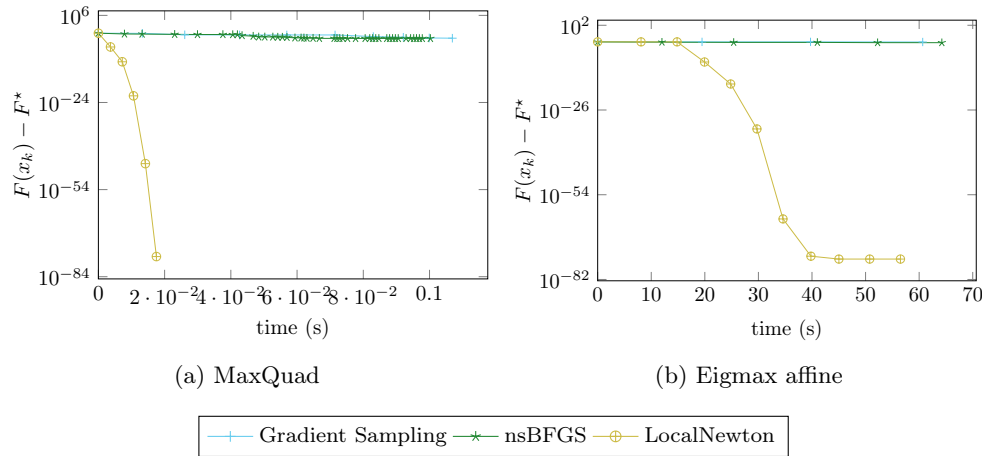 10^6
10^−24
10^−54
10^−84
F(x_k) − F^⋆
0 2·10^−2 4·10^−2 6·10^−2 8·10^−2 0.1
time (s)
(a) MaxQuad
10^2
10^−26
10^−54
10^−82
F(x_k) − F^⋆
0 10 20 30 40 50 60 70
time (s)
(b) Eigmax affine
Gradient Sampling nsBFGS LocalNewton